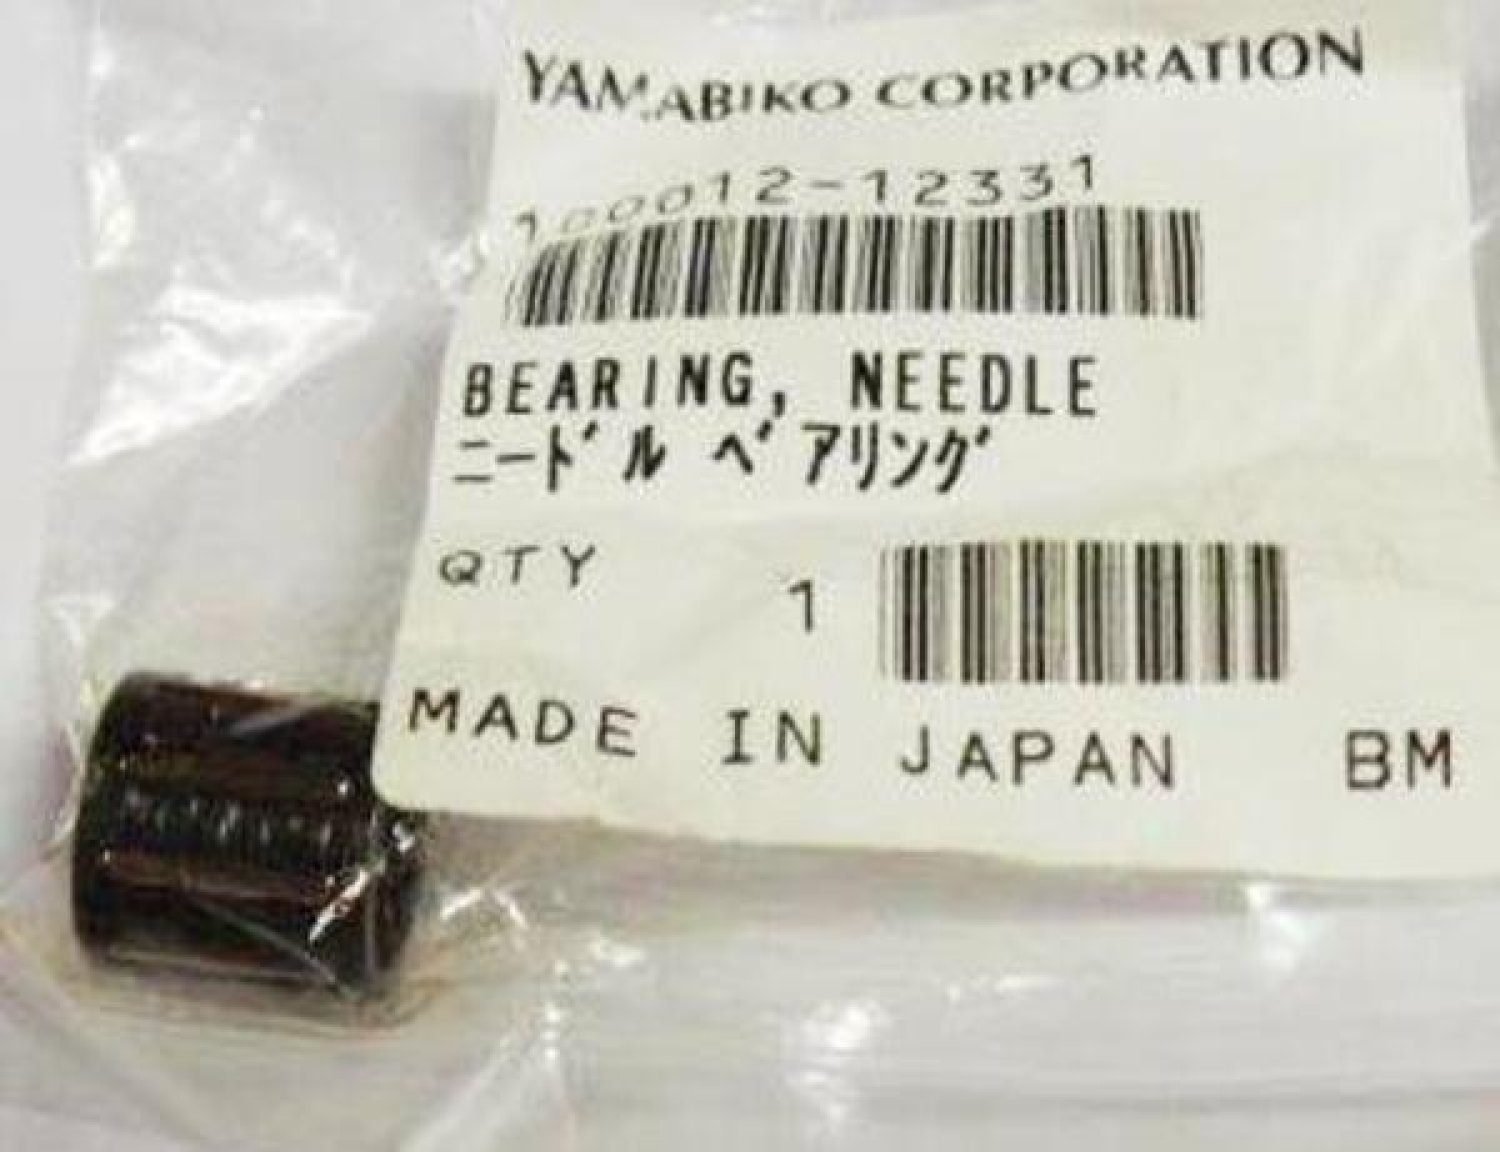 YAMABIKO CORPORATION
100012-12331
BEARING, NEEDLE
ﾆｰﾄﾞﾙ ﾍﾞｱﾘﾝｸﾞ
QTY 1
MADE IN JAPAN BM